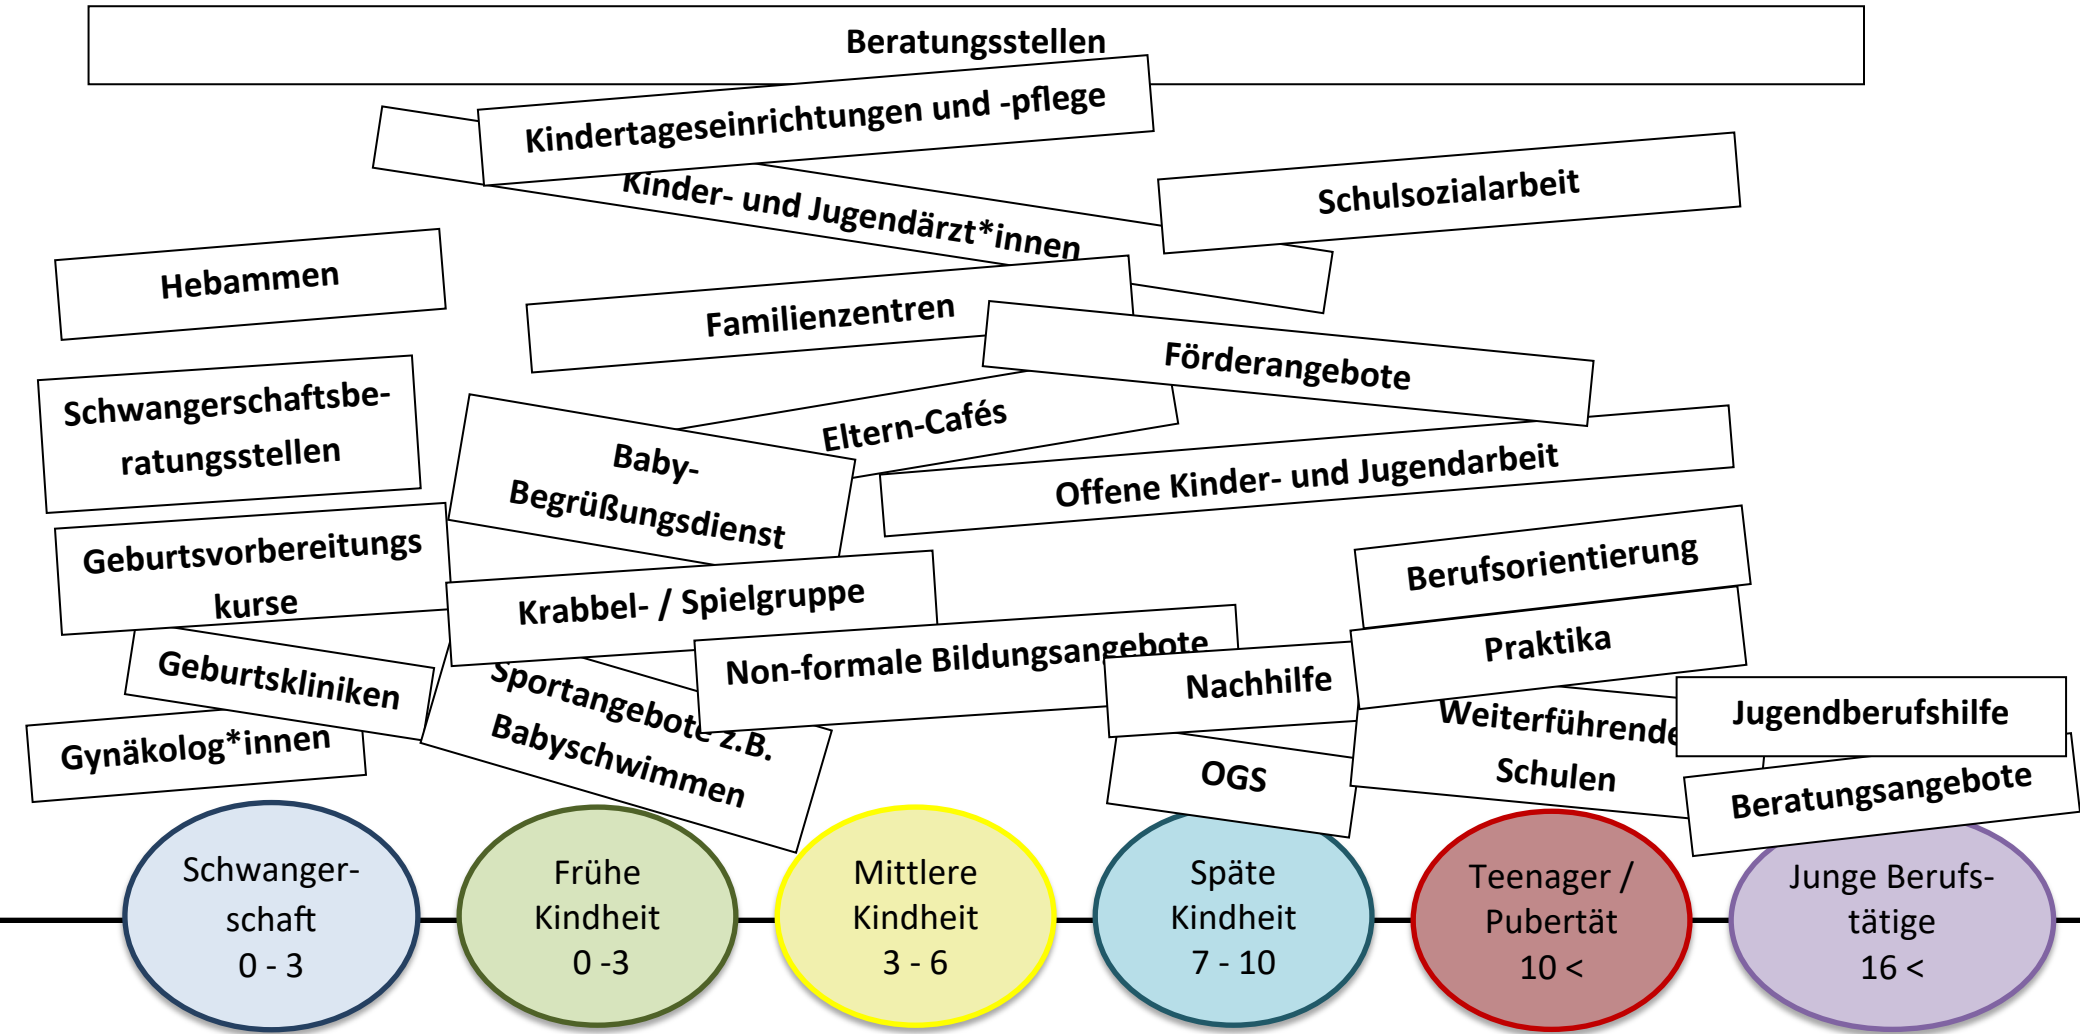 Beratungsstellen
Kindertageseinrichtungen und -pflege
Kinder- und Jugendärzt*innen
Schulsozialarbeit
Hebammen
Familienzentren
Förderangebote
Schwangerschaftsbe-
ratungsstellen
Eltern-Cafés
Baby-
Begrüßungsdienst
Offene Kinder- und Jugendarbeit
Geburtsvorbereitungs
kurse
Berufsorientierung
Krabbel- / Spielgruppe
Non-formale Bildungsangebote
Praktika
Geburtskliniken
Nachhilfe
Sportangebote z.B.
Babyschwimmen
Weiterführende
Schulen
Jugendberufshilfe
Gynäkolog*innen
OGS
Beratungsangebote
Schwanger-
schaft
0 - 3
Frühe
Kindheit
0 -3
Mittlere
Kindheit
3 - 6
Späte
Kindheit
7 - 10
Teenager /
Pubertät
10 <
Junge Berufs-
tätige
16 <